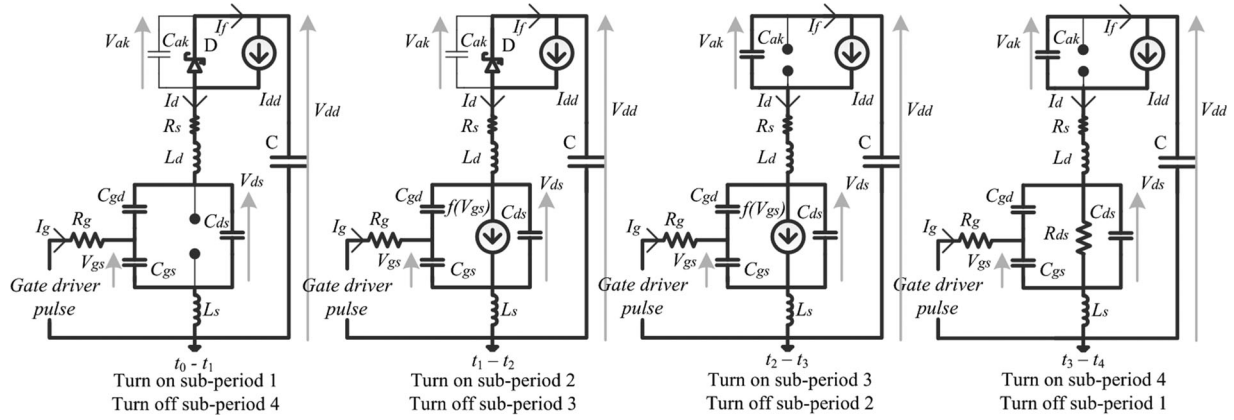 If
Vak
Cak
D
Id
Idd
Vdd
Rs
C
Ld
Vds
Cgd
Cds
Ig
Rg
Vgs
Cgs
Gate driver
pulse
Ls
t0 - t1
Turn on sub-period 1
Turn off sub-period 4
If
Vak
Cak
D
Id
Idd
Vdd
Rs
C
Ld
Vds
Cgd
f(Vgs)
Cds
Ig
Rg
Vgs
Cgs
Gate driver
pulse
Ls
t1 – t2
Turn on sub-period 2
Turn off sub-period 3
If
Vak
Cak
Id
Idd
Vdd
Rs
C
Ld
Vds
Cgd
f(Vgs)
Cds
Ig
Rg
Vgs
Cgs
Gate driver
pulse
Ls
t2 – t3
Turn on sub-period 3
Turn off sub-period 2
If
Vak
Cak
Id
Idd
Vdd
Rs
C
Ld
Vds
Cgd
Cds
Ig
Rg
Rds
Vgs
Cgs
Gate driver
pulse
Ls
t3 – t4
Turn on sub-period 4
Turn off sub-period 1